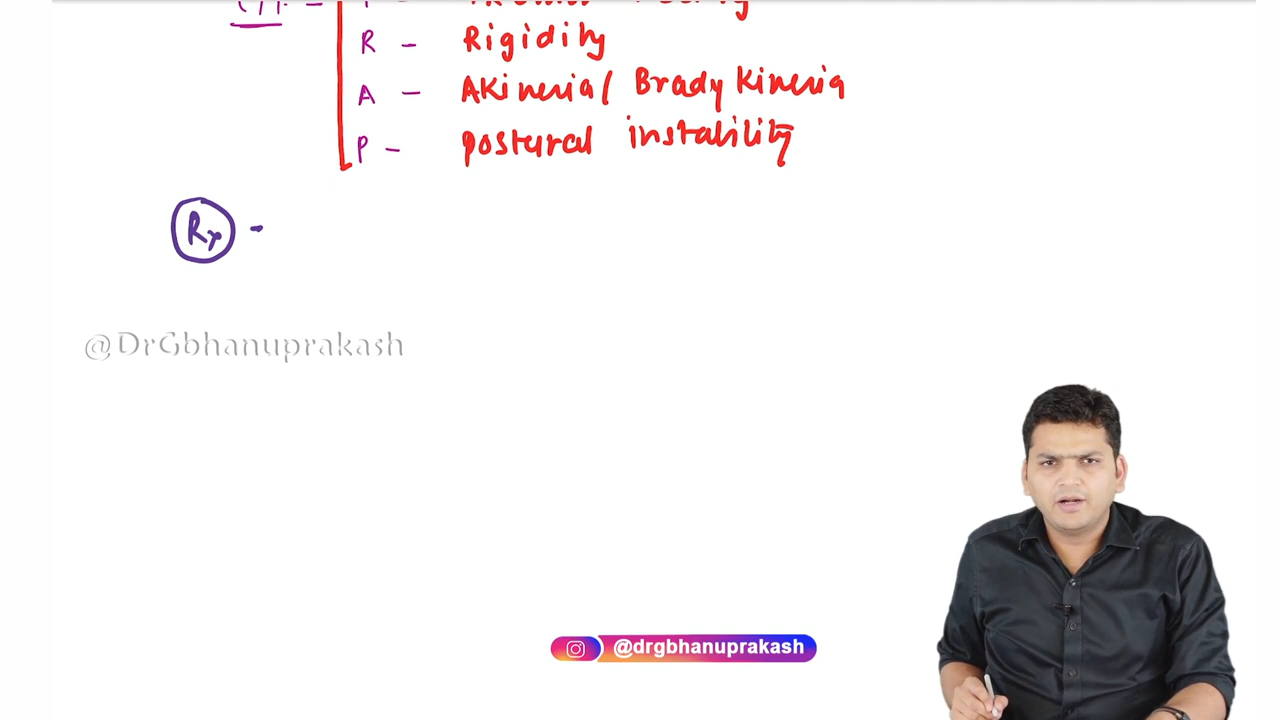 R - Rigidity
A - AKinesia/ BradyKinesia
P - postural instability
Rx -
@DrGbhanuprakash
@drgbhanuprakash